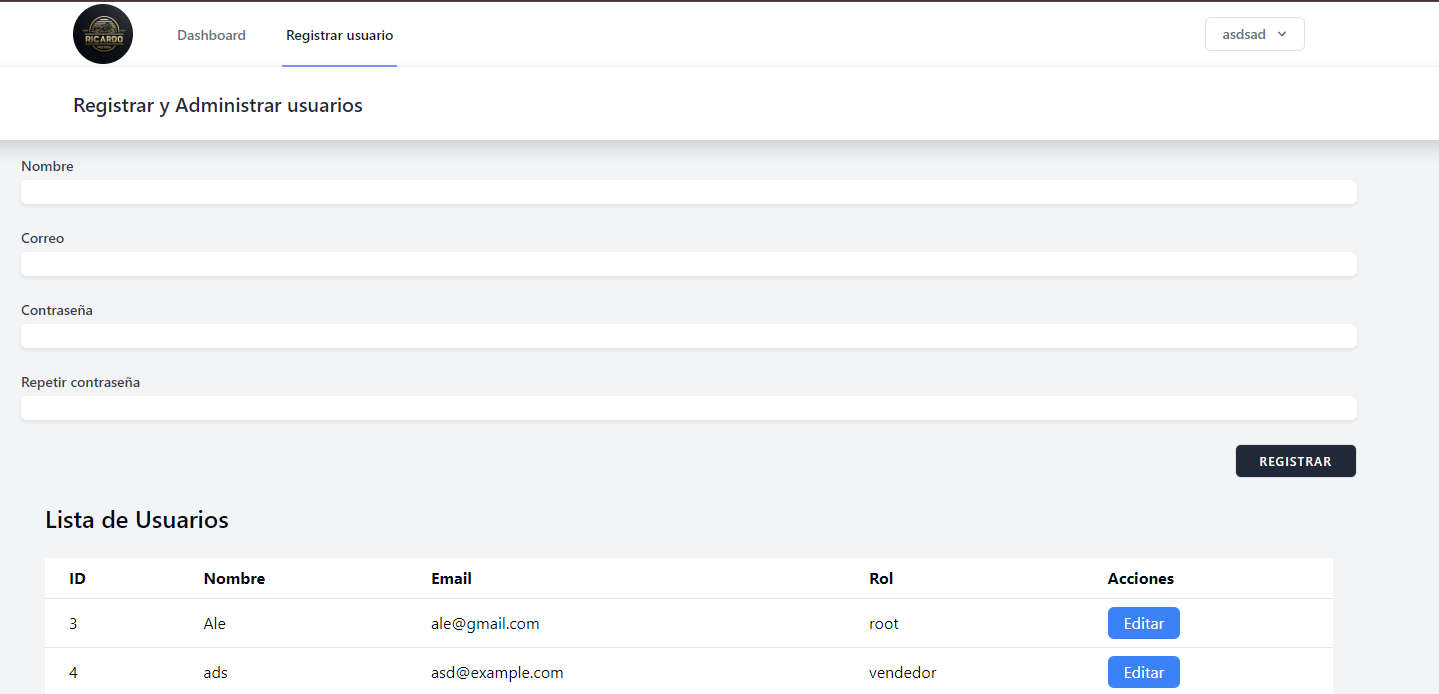 RICARDO
Dashboard
Registrar usuario
asdsad
Registrar y Administrar usuarios
Nombre
Correo
Contraseña
Repetir contraseña
REGISTRAR
Lista de Usuarios
ID Nombre Email Rol Acciones
3 Ale ale@gmail.com root Editar
4 ads asd@example.com vendedor Editar